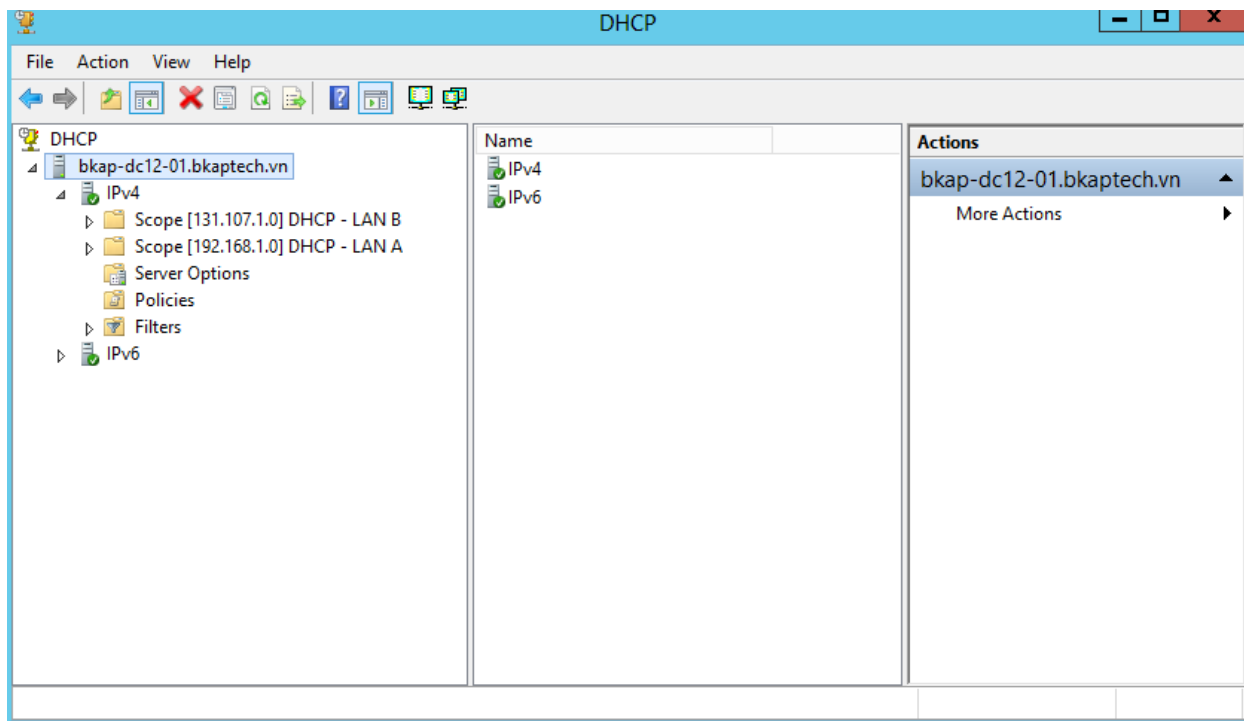 DHCP
File Action View Help
DHCP
bkap-dc12-01.bkaptech.vn
IPv4
Scope [131.107.1.0] DHCP - LAN B
Scope [192.168.1.0] DHCP - LAN A
Server Options
Policies
Filters
IPv6
Name
IPv4
IPv6
Actions
bkap-dc12-01.bkaptech.vn
More Actions